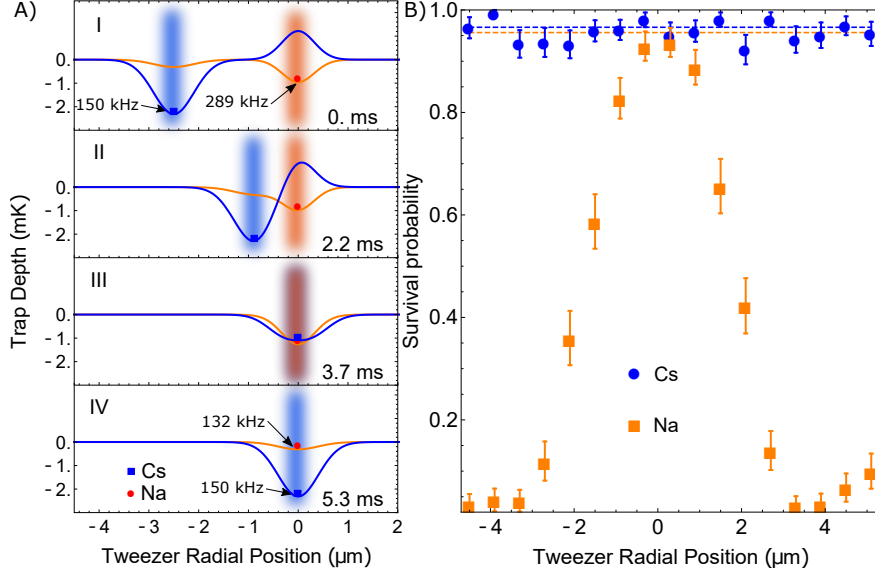 A)
B)
I
0.
- 1.
- 2.
150 kHz
289 kHz
0. ms
II
0.
- 1.
- 2.
2.2 ms
III
0.
- 1.
- 2.
3.7 ms
IV
0.
- 1.
- 2.
132 kHz
150 kHz
Cs
Na
5.3 ms
Trap Depth (mK)
-4 -3 -2 -1 0 1 2
Tweezer Radial Position (μm)
1.0
0.8
0.6
0.4
0.2
Survival probability
Cs
Na
-4 -2 0 2 4
Tweezer Radial Position (μm)